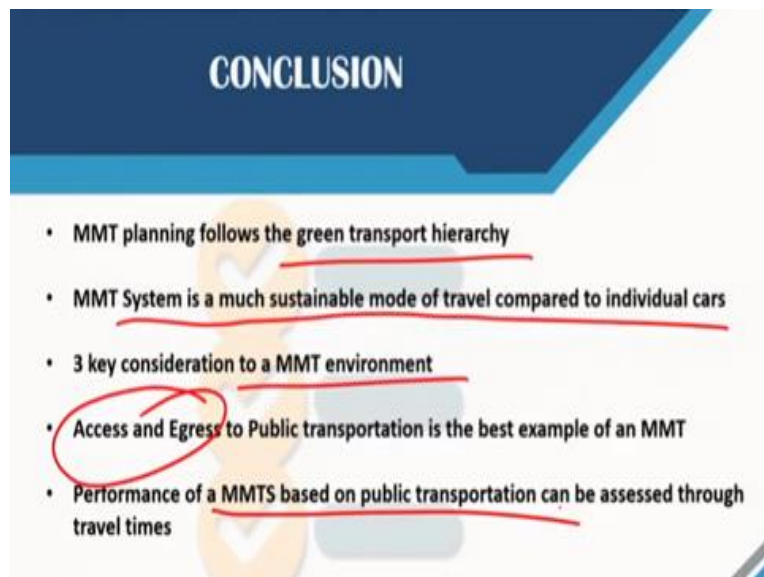 CONCLUSION
• MMT planning follows the green transport hierarchy
• MMT System is a much sustainable mode of travel compared to individual cars
• 3 key consideration to a MMT environment
• Access and Egress to Public transportation is the best example of an MMT
• Performance of a MMTS based on public transportation can be assessed through
travel times